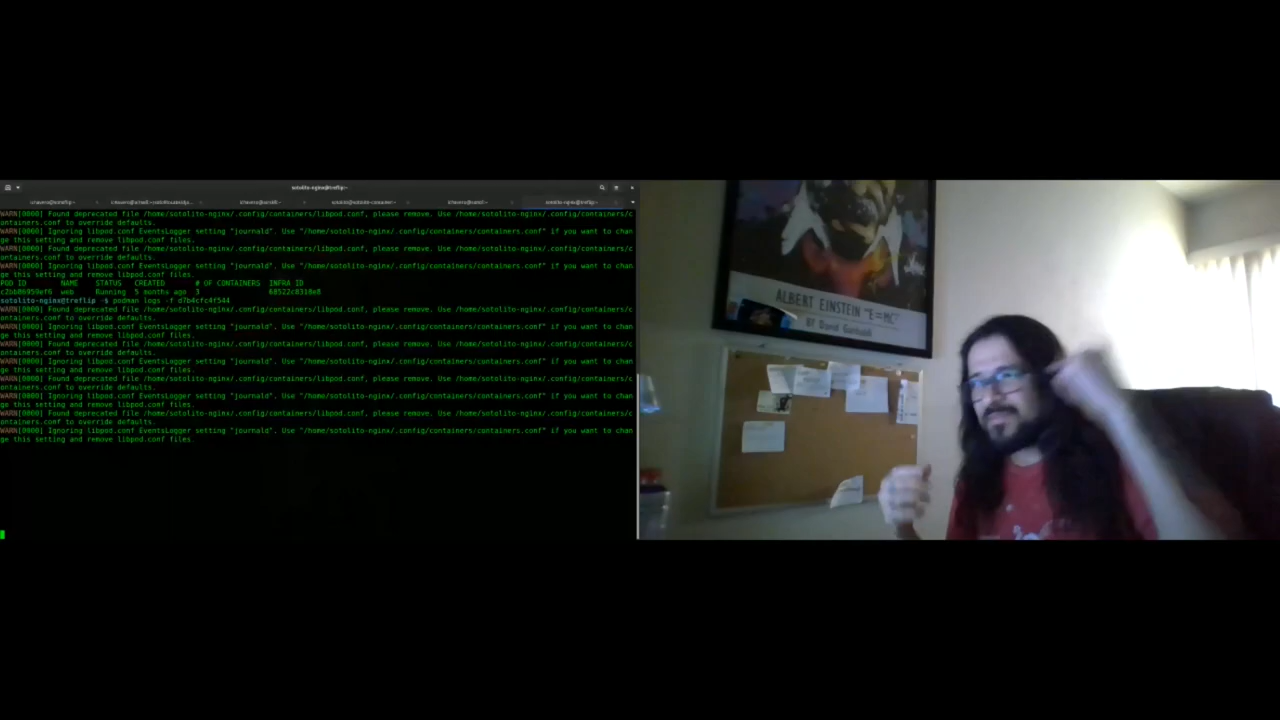 sotolito-nginx@treflip:~
sotolito-nginx@treflip:~
WARN[0000] Found deprecated file /home/sotolito-nginx/.config/containers/libpod.conf, please remove. Use /home/sotolito-nginx/.config/containers/c
ontainers.conf to override defaults.
WARN[0000] Ignoring libpod.conf EventsLogger setting "journald". Use "/home/sotolito-nginx/.config/containers/containers.conf" if you want to chan
ge this setting and remove libpod.conf files.
WARN[0000] Found deprecated file /home/sotolito-nginx/.config/containers/libpod.conf, please remove. Use /home/sotolito-nginx/.config/containers/c
ontainers.conf to override defaults.
WARN[0000] Ignoring libpod.conf EventsLogger setting "journald". Use "/home/sotolito-nginx/.config/containers/containers.conf" if you want to chan
ge this setting and remove libpod.conf files.
POD ID NAME STATUS CREATED # OF CONTAINERS INFRA ID
web Running 5 months ago 3
sotolito-nginx@treflip ~$ podman logs -f d7b4cfc4f544
WARN[0000] Found deprecated file /home/sotolito-nginx/.config/containers/libpod.conf, please remove. Use /home/sotolito-nginx/.config/containers/c
ontainers.conf to override defaults.
WARN[0000] Ignoring libpod.conf EventsLogger setting "journald". Use "/home/sotolito-nginx/.config/containers/containers.conf" if you want to chan
ge this setting and remove libpod.conf files.
WARN[0000] Found deprecated file /home/sotolito-nginx/.config/containers/libpod.conf, please remove. Use /home/sotolito-nginx/.config/containers/c
ontainers.conf to override defaults.
WARN[0000] Ignoring libpod.conf EventsLogger setting "journald". Use "/home/sotolito-nginx/.config/containers/containers.conf" if you want to chan
ge this setting and remove libpod.conf files.
WARN[0000] Found deprecated file /home/sotolito-nginx/.config/containers/libpod.conf, please remove. Use /home/sotolito-nginx/.config/containers/c
ontainers.conf to override defaults.
WARN[0000] Ignoring libpod.conf EventsLogger setting "journald". Use "/home/sotolito-nginx/.config/containers/containers.conf" if you want to chan
ge this setting and remove libpod.conf files.
WARN[0000] Found deprecated file /home/sotolito-nginx/.config/containers/libpod.conf, please remove. Use /home/sotolito-nginx/.config/containers/c
ontainers.conf to override defaults.
WARN[0000] Ignoring libpod.conf EventsLogger setting "journald". Use "/home/sotolito-nginx/.config/containers/containers.conf" if you want to chan
ge this setting and remove libpod.conf files.
ALBERT EINSTEIN "E=MC²"
BY David Garibaldi